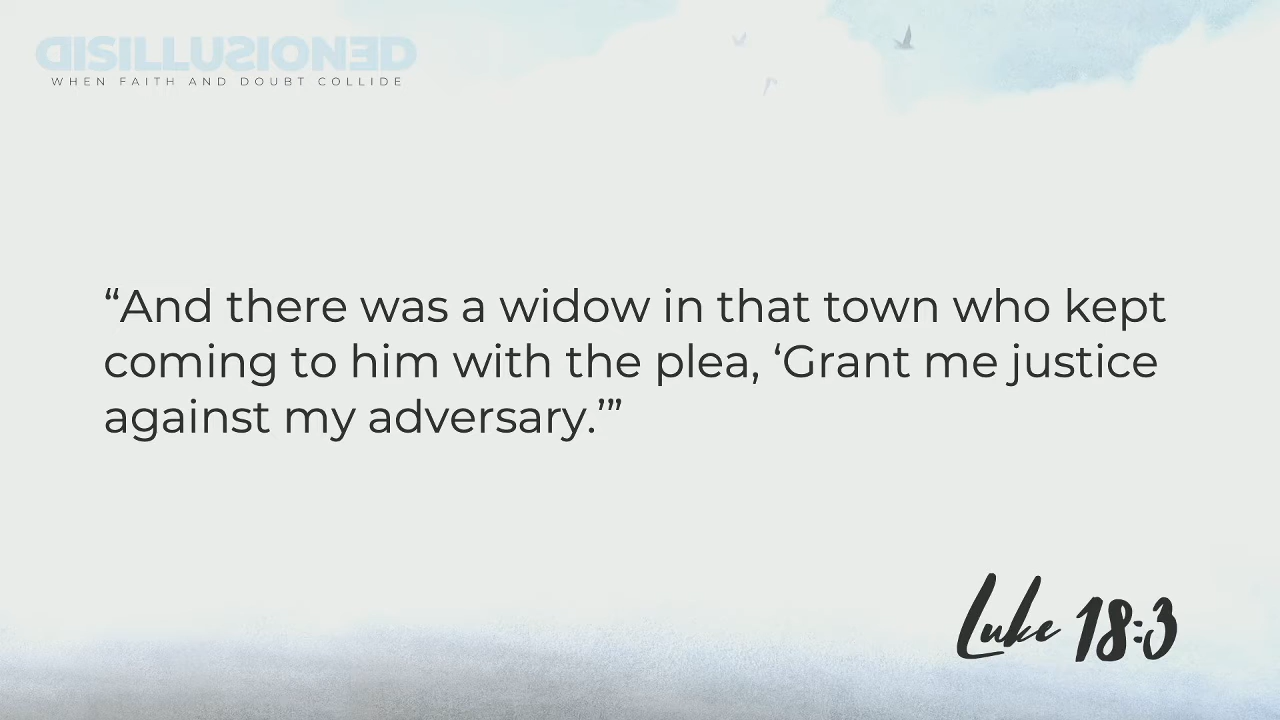 DISILLUSIONED
WHEN FAITH AND DOUBT COLLIDE
“And there was a widow in that town who kept
coming to him with the plea, ‘Grant me justice
against my adversary.’”
Luke 18:3